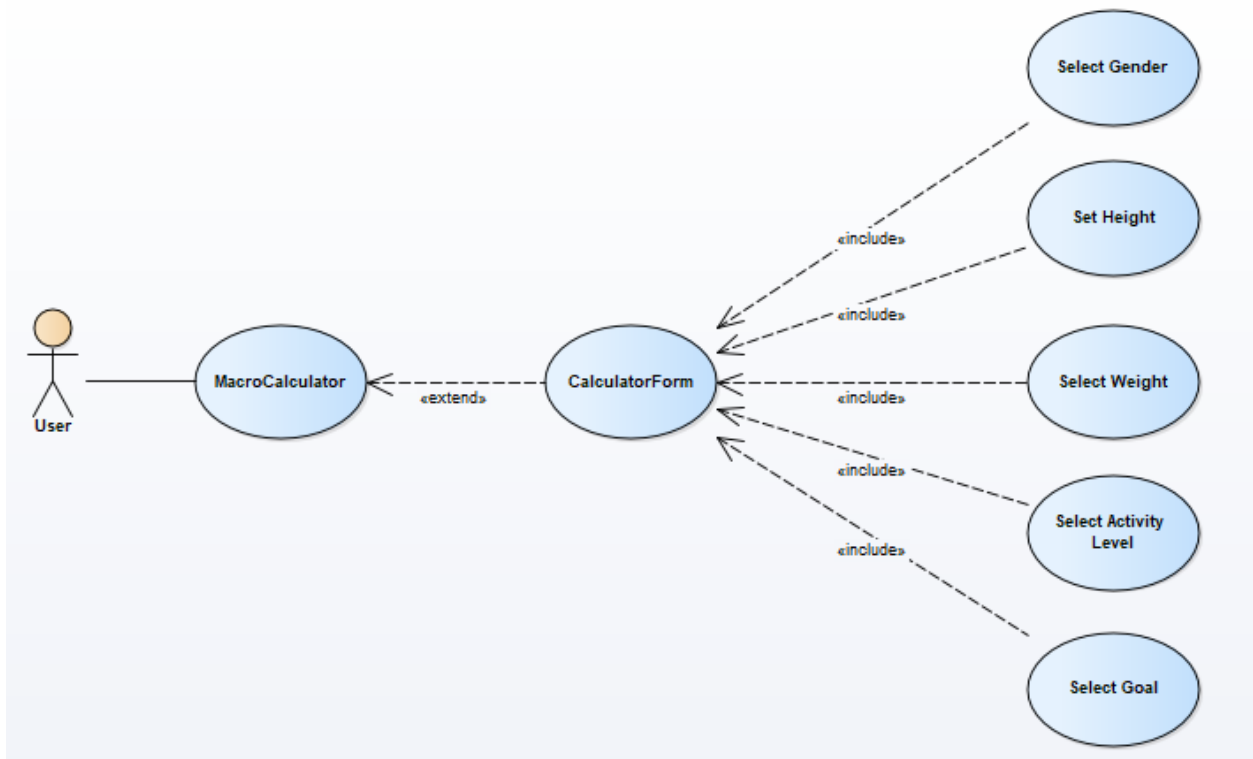 Select Gender
Set Height
«include»
«include»
MacroCalculator
«extend»
CalculatorForm
«include»
Select Weight
User
«include»
Select Activity
Level
«include»
Select Goal